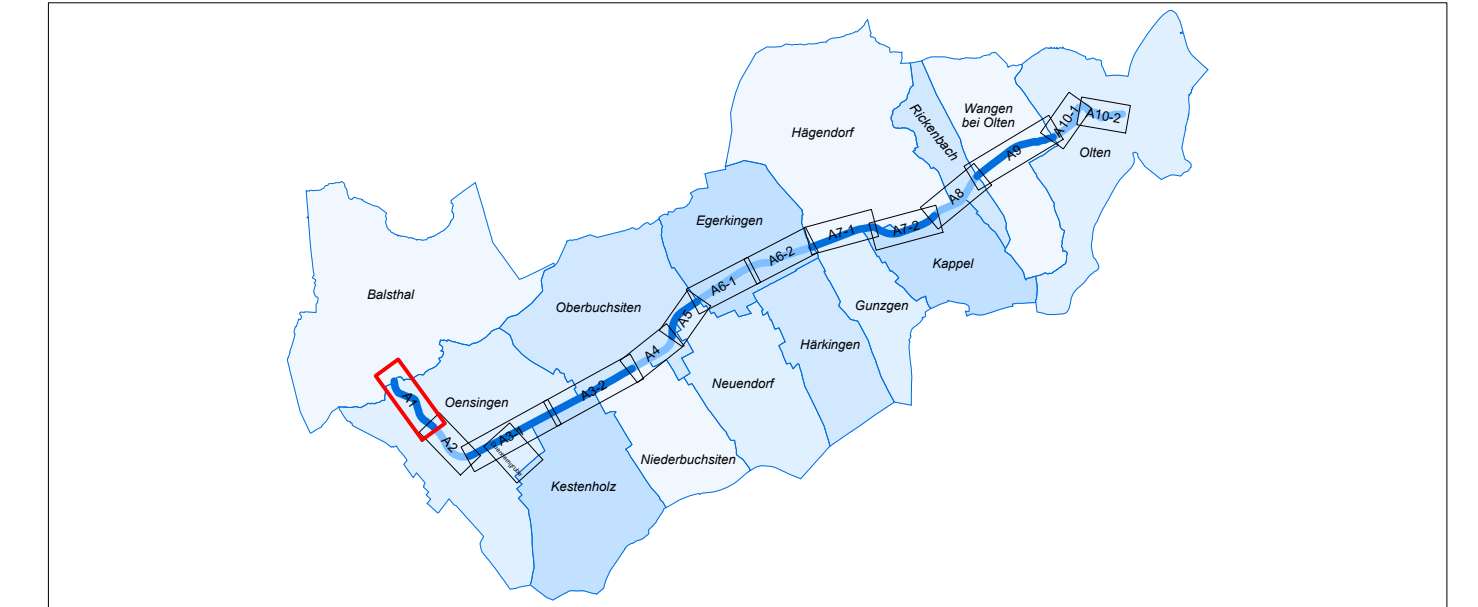 Rickenbach
Wangen
bei Olten
A10-1
A10-2
Hägendorf
Olten
A9
A8
Egerkingen
A7-1
A7-2
A6-2
Kappel
A6-1
Balsthal
Oberbuchsiten
Gunzgen
A5
Härkingen
A4
Neuendorf
A3-2
A1
Oensingen
A3-1
A2
Niederbuchsiten
Kestenholz